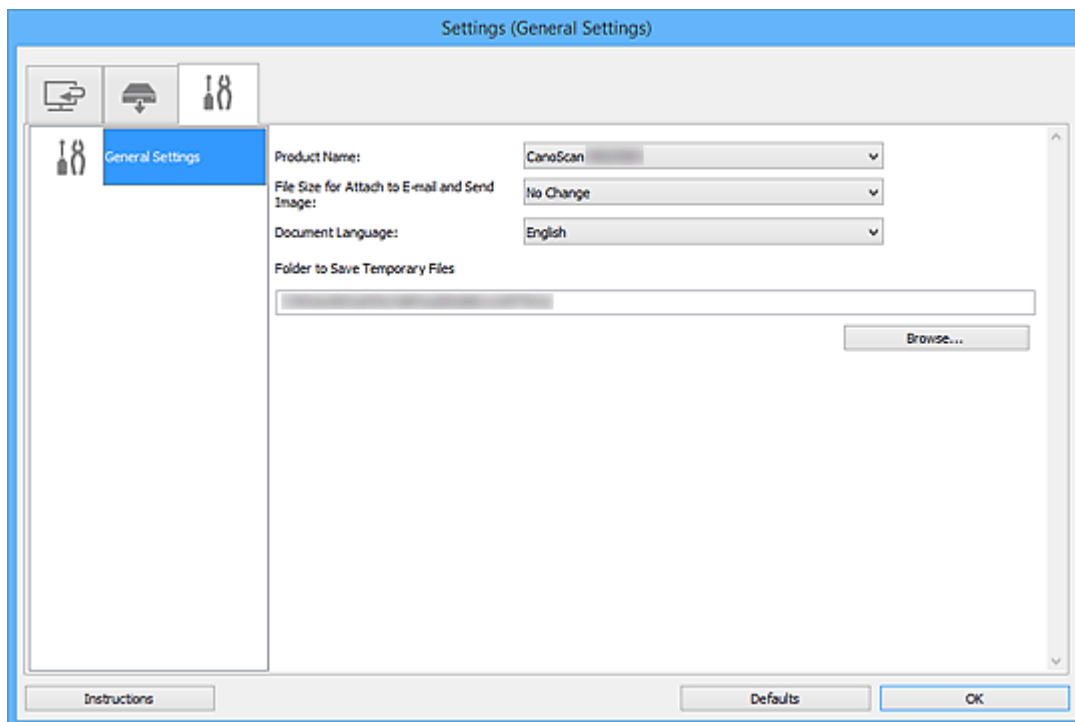 Settings (General Settings)
General Settings
Product Name:
CanoScan
File Size for Attach to E-mail and Send
Image:
No Change
Document Language:
English
Folder to Save Temporary Files
Browse...
Instructions
Defaults
OK